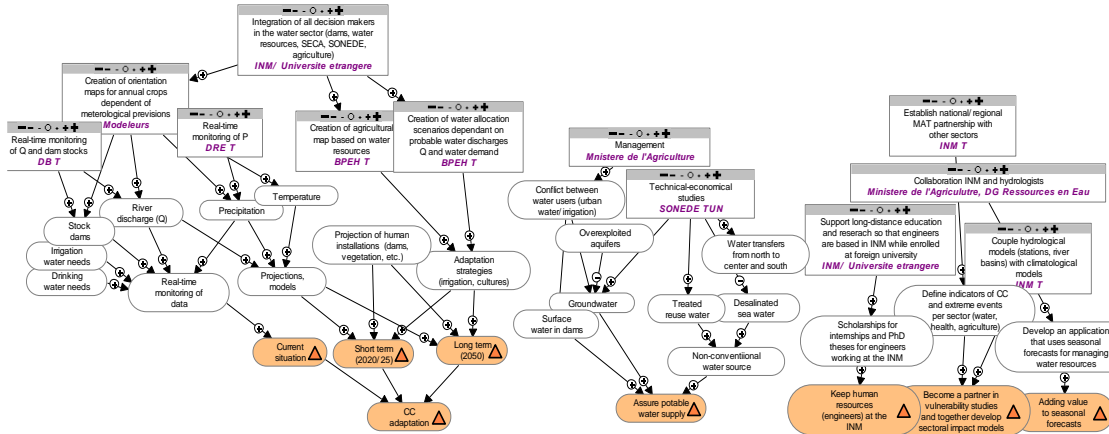 Integration of all decision makers
in the water sector (dams, water
resources, SECA, SONEDE,
agriculture)
INM/ Universite etrangere
Creation of orientation
maps for annual crops
dependent of
meterological previsions
Modeleurs
Real-time monitoring
of Q and dam stocks
DB T
Real-time
monitoring of P
DRE T
Creation of agricultural
map based on water
resources
BPEH T
Creation of water allocation
scenarios dependant on
probable water discharges
Q and water demand
BPEH T
Management
Mnistere de l'Agriculture
Technical-economical
studies
SONEDE TUN
Establish national/ regional
MAT partnership with
other sectors
INM T
Collaboration INM and hydrologists
Ministere de l'Agriculutre, DG Ressources en Eau
Support long-distance education
and reserach so that engineers
are based in INM while enrolled
at foreign university
INM/ Universite etrangere
Couple hydrological
models (stations, river
basins) with climatological
models
INM T
Stock
dams
River
discharge (Q)
Precipitation
Temperature
Irrigation
water needs
Drinking
water needs
Real-time
monitoring of
data
Projections,
models
Projection of human
installations (dams,
vegetation, etc.)
Adaptation
strategies
(irrigation, cultures)
Conflict between
water users (urban
water/ irrigation)
Overexploited
aquifers
Water transfers
from north to
center and south
Groundwater
Surface
water in dams
Treated
reuse water
Desalinated
sea water
Non-conventiional
water source
Define indicators of CC
and extreme events
per sector (water,
health, agriculture)
Scholarships for
internships and PhD
theses for engineers
working at the INM
Develop an application
that uses seasonal
forecasts for managing
water resources
Current
situation
Short term
(2020/ 25)
Long term
(2050)
CC
adaptation
Assure potable
water supply
Keep human
resources
(engineers) at the
INM
Become a partner in
vulnerability studies
and together develop
sectoral impact models
Adding value
to seasonal
forecasts